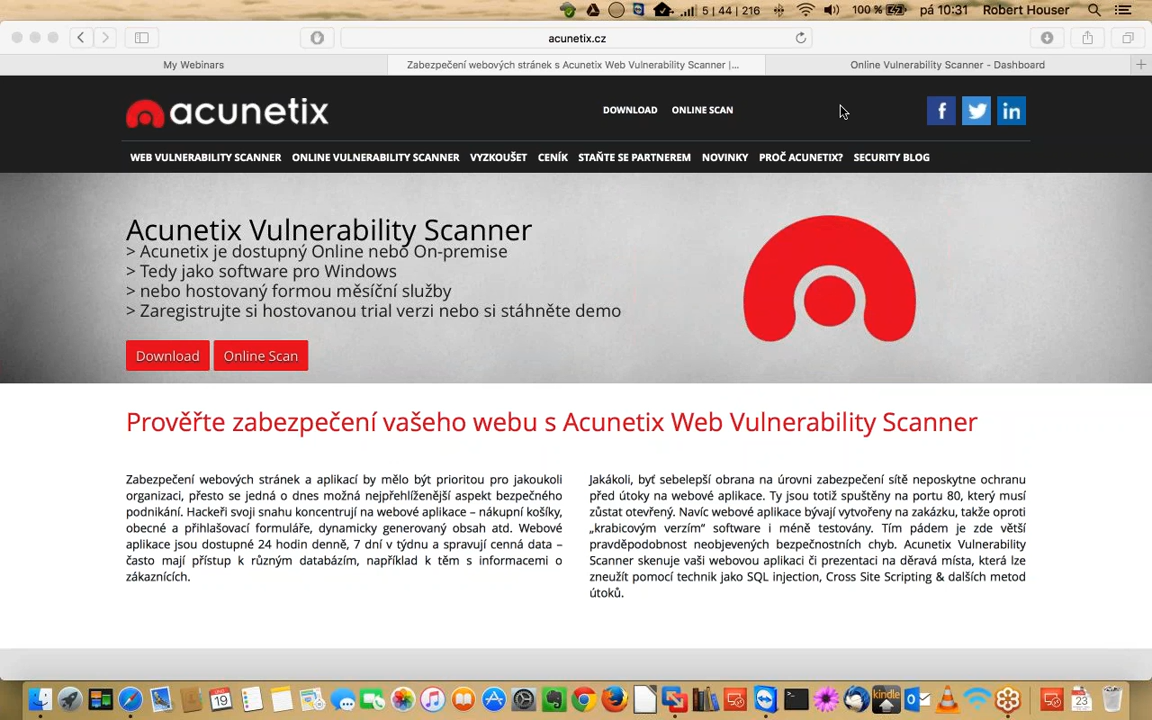 5 | 44 | 216 100 % pá 10:31 Robert Houser
acunetix.cz
My Webinars
Zabezpečení webových stránek s Acunetix Web Vulnerability Scanner |...
Online Vulnerability Scanner - Dashboard
acunetix
DOWNLOAD ONLINE SCAN
WEB VULNERABILITY SCANNER ONLINE VULNERABILITY SCANNER VYZKOUŠET CENÍK STAŇTE SE PARTNEREM NOVINKY PROČ ACUNETIX? SECURITY BLOG
Acunetix Vulnerability Scanner
> Acunetix je dostupný Online nebo On-premise
> Tedy jako software pro Windows
> nebo hostovaný formou měsíční služby
> Zaregistrujte si hostovanou trial verzi nebo si stáhněte demo
Download Online Scan
Prověřte zabezpečení vašeho webu s Acunetix Web Vulnerability Scanner
Zabezpečení webových stránek a aplikací by mělo být prioritou pro jakoukoli
organizaci, přesto se jedná o dnes možná nejpřehlíženější aspekt bezpečného
podnikání. Hackeři svoji snahu koncentrují na webové aplikace – nákupní košíky,
obecné a přihlašovací formuláře, dynamicky generovaný obsah atd. Webové
aplikace jsou dostupné 24 hodin denně, 7 dní v týdnu a spravují cenná data –
často mají přístup k různým databázím, například k těm s informacemi o
zákaznících.
Jakákoli, byť sebelepší obrana na úrovni zabezpečení sítě neposkytne ochranu
před útoky na webové aplikace. Ty jsou totiž spuštěny na portu 80, který musí
zůstat otevřený. Navíc webové aplikace bývají vytvořeny na zakázku, takže oproti
„krabicovým verzím“ software i méně testovány. Tím pádem je zde větší
pravděpodobnost neobjevených bezpečnostních chyb. Acunetix Vulnerability
Scanner skenuje vaši webovou aplikaci či prezentaci na děravá místa, která lze
zneužít pomocí technik jako SQL injection, Cross Site Scripting & dalších metod
útoků.
19
kindle
23